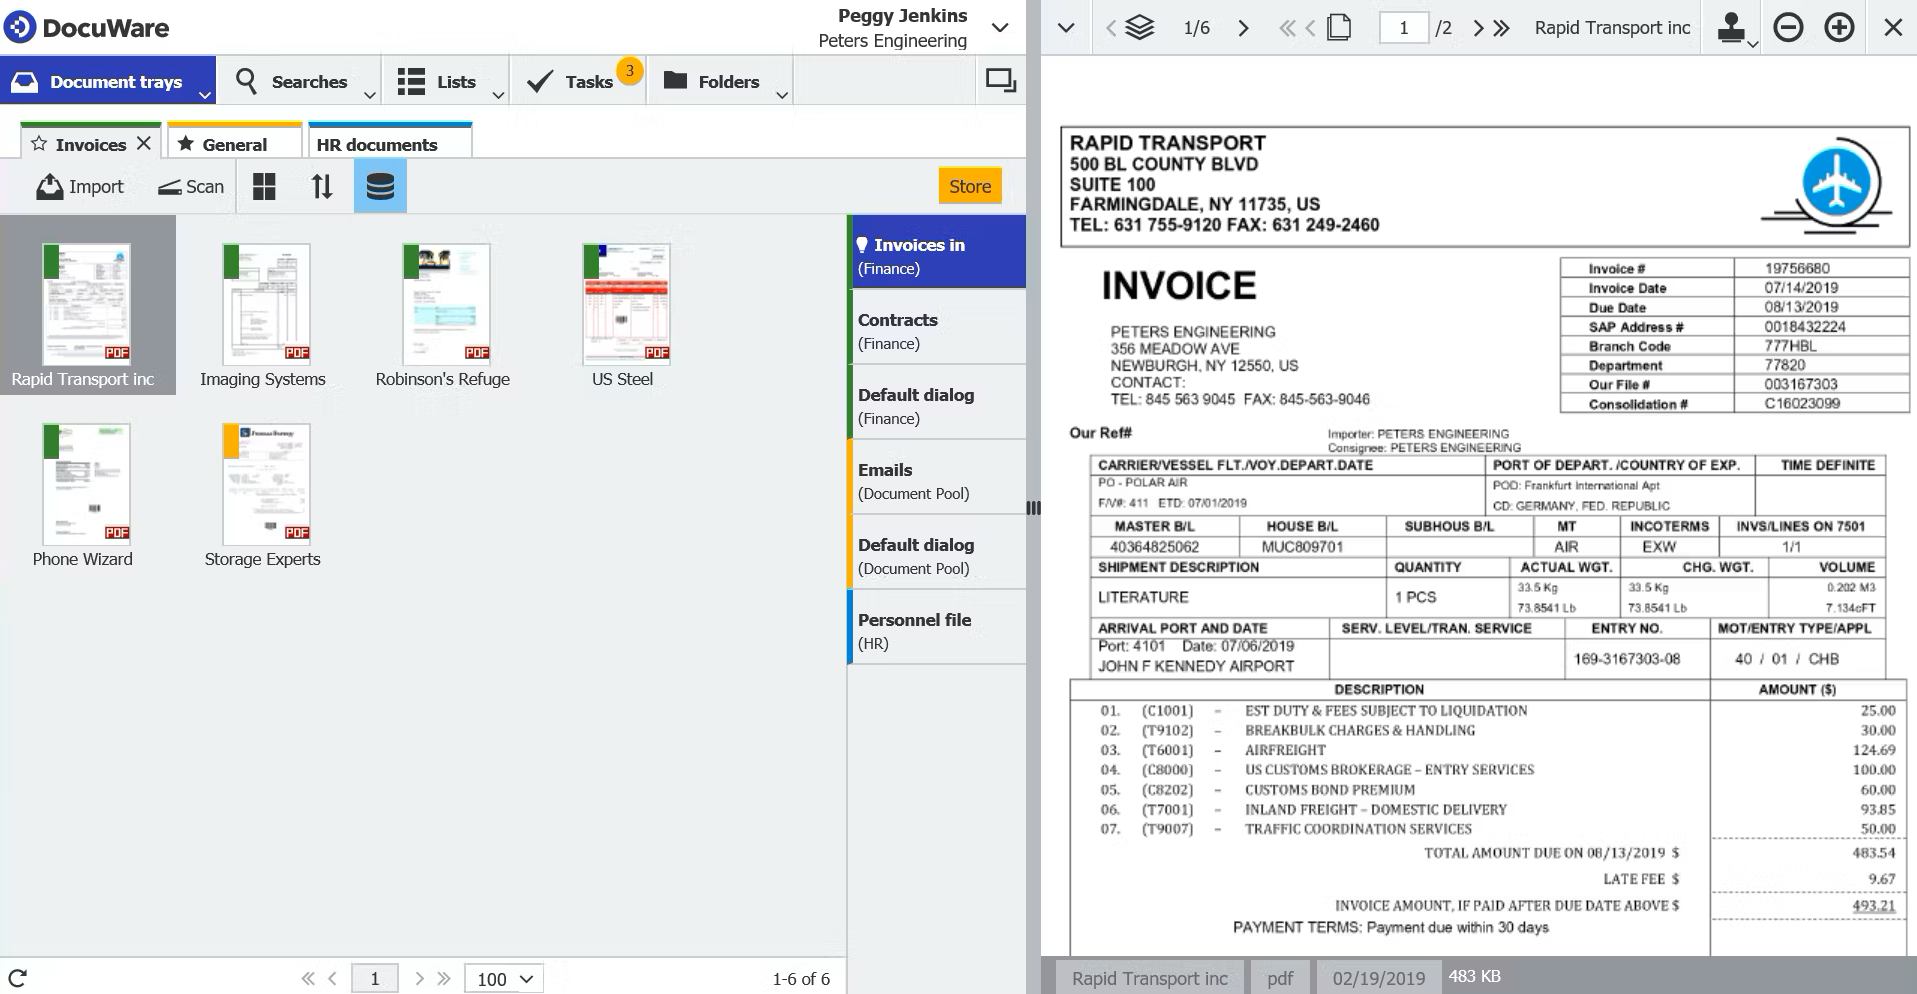 DocuWare
Peggy Jenkins
Peters Engineering
Document trays
Searches
Lists
Tasks
3
Folders
Invoices
General
HR documents
Import
Scan
Store
Rapid Transport inc
Imaging Systems
Robinson's Refuge
US Steel
Phone Wizard
Storage Experts
PDF
PDF
PDF
PDF
PDF
PDF
Invoices in
(Finance)
Contracts
(Finance)
Default dialog
(Finance)
Emails
(Document Pool)
Default dialog
(Document Pool)
Personnel file
(HR)
1
100
1-6 of 6
1/6
1 /2
Rapid Transport inc
RAPID TRANSPORT
500 BL COUNTY BLVD
SUITE 100
FARMINGDALE, NY 11735, US
TEL: 631 755-9120 FAX: 631 249-2460
INVOICE
PETERS ENGINEERING
356 MEADOW AVE
NEWBURGH, NY 12550, US
CONTACT:
TEL: 845 563 9045 FAX: 845-563-9046
Invoice # 19756680
Invoice Date 07/14/2019
Due Date 08/13/2019
SAP Address # 0018432224
Branch Code 777HBL
Department 77820
Our File # 003167303
Consolidation # C16023099
Our Ref#
Importer: PETERS ENGINEERING
Consignee: PETERS ENGINEERING
CARRIER/VESSEL FLT./VOY.DEPART.DATE PORT OF DEPART. /COUNTRY OF EXP. TIME DEFINITE
PO - POLAR AIR POD: Frankfurt International Apt
F/V#: 411 ETD: 07/01/2019 CD: GERMANY, FED. REPUBLIC
MASTER B/L HOUSE B/L SUBHOUS B/L MT INCOTERMS INVS/LINES ON 7501
40364825062 MUC809701 AIR EXW 1/1
SHIPMENT DESCRIPTION QUANTITY ACTUAL WGT. CHG. WGT. VOLUME
LITERATURE 1 PCS
33.5 Kg 33.5 Kg 0.202 M3
73.8541 Lb 73.8541 Lb 7.134cFT
ARRIVAL PORT AND DATE SERV. LEVEL/TRAN. SERVICE ENTRY NO. MOT/ENTRY TYPE/APPL
Port: 4101 Date: 07/06/2019
JOHN F KENNEDY AIRPORT 169-3167303-08 40 / 01 / CHB
DESCRIPTION AMOUNT ($)
01. (C1001) - EST DUTY & FEES SUBJECT TO LIQUIDATION 25.00
02. (T9102) - BREAKBULK CHARGES & HANDLING 30.00
03. (T6001) - AIRFREIGHT 124.69
04. (C8000) - US CUSTOMS BROKERAGE - ENTRY SERVICES 100.00
05. (C8202) - CUSTOMS BOND PREMIUM 60.00
06. (T7001) - INLAND FREIGHT - DOMESTIC DELIVERY 93.85
07. (T9007) - TRAFFIC COORDINATION SERVICES 50.00
TOTAL AMOUNT DUE ON 08/13/2019 $ 483.54
LATE FEE $ 9.67
INVOICE AMOUNT, IF PAID AFTER DUE DATE ABOVE $ 493.21
PAYMENT TERMS: Payment due within 30 days
Rapid Transport inc
pdf
02/19/2019
483 KB